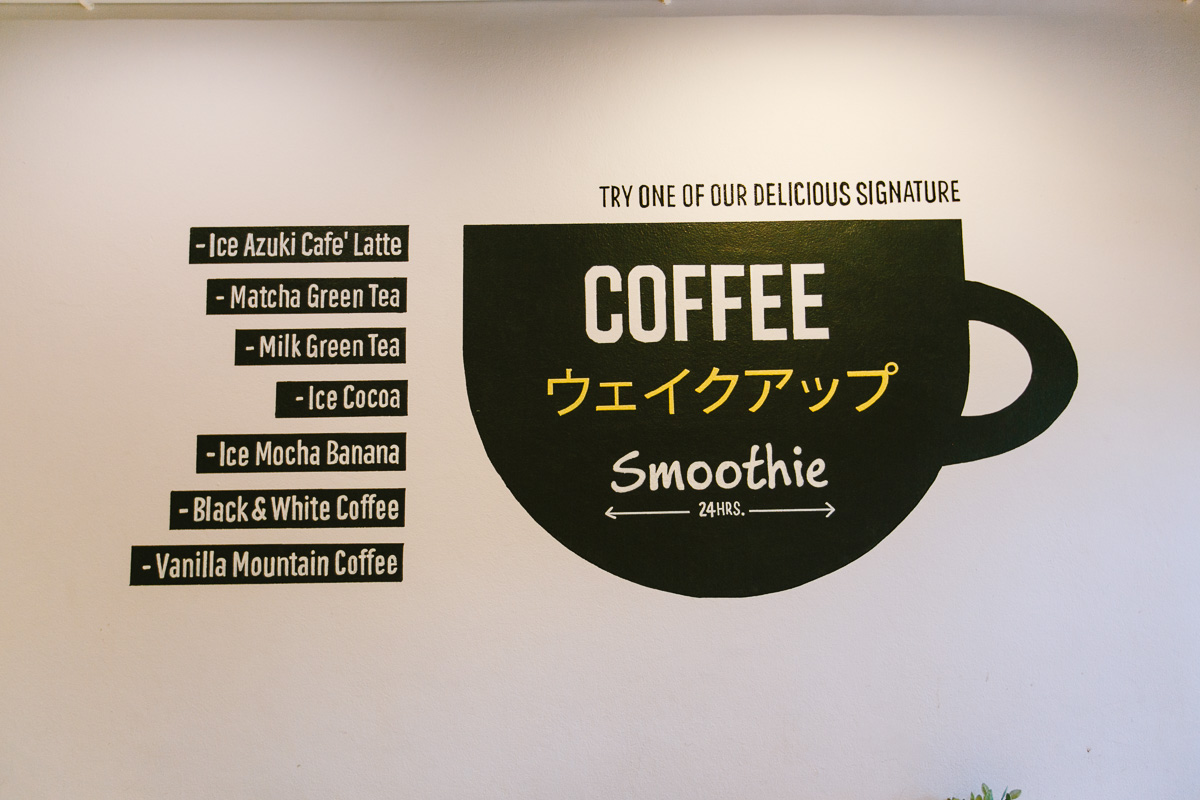 TRY ONE OF OUR DELICIOUS SIGNATURE
- Ice Azuki Cafe' Latte
- Matcha Green Tea
- Milk Green Tea
- Ice Cocoa
- Ice Mocha Banana
- Black & White Coffee
- Vanilla Mountain Coffee
COFFEE
ウェイクアップ
Smoothie
24HRS.